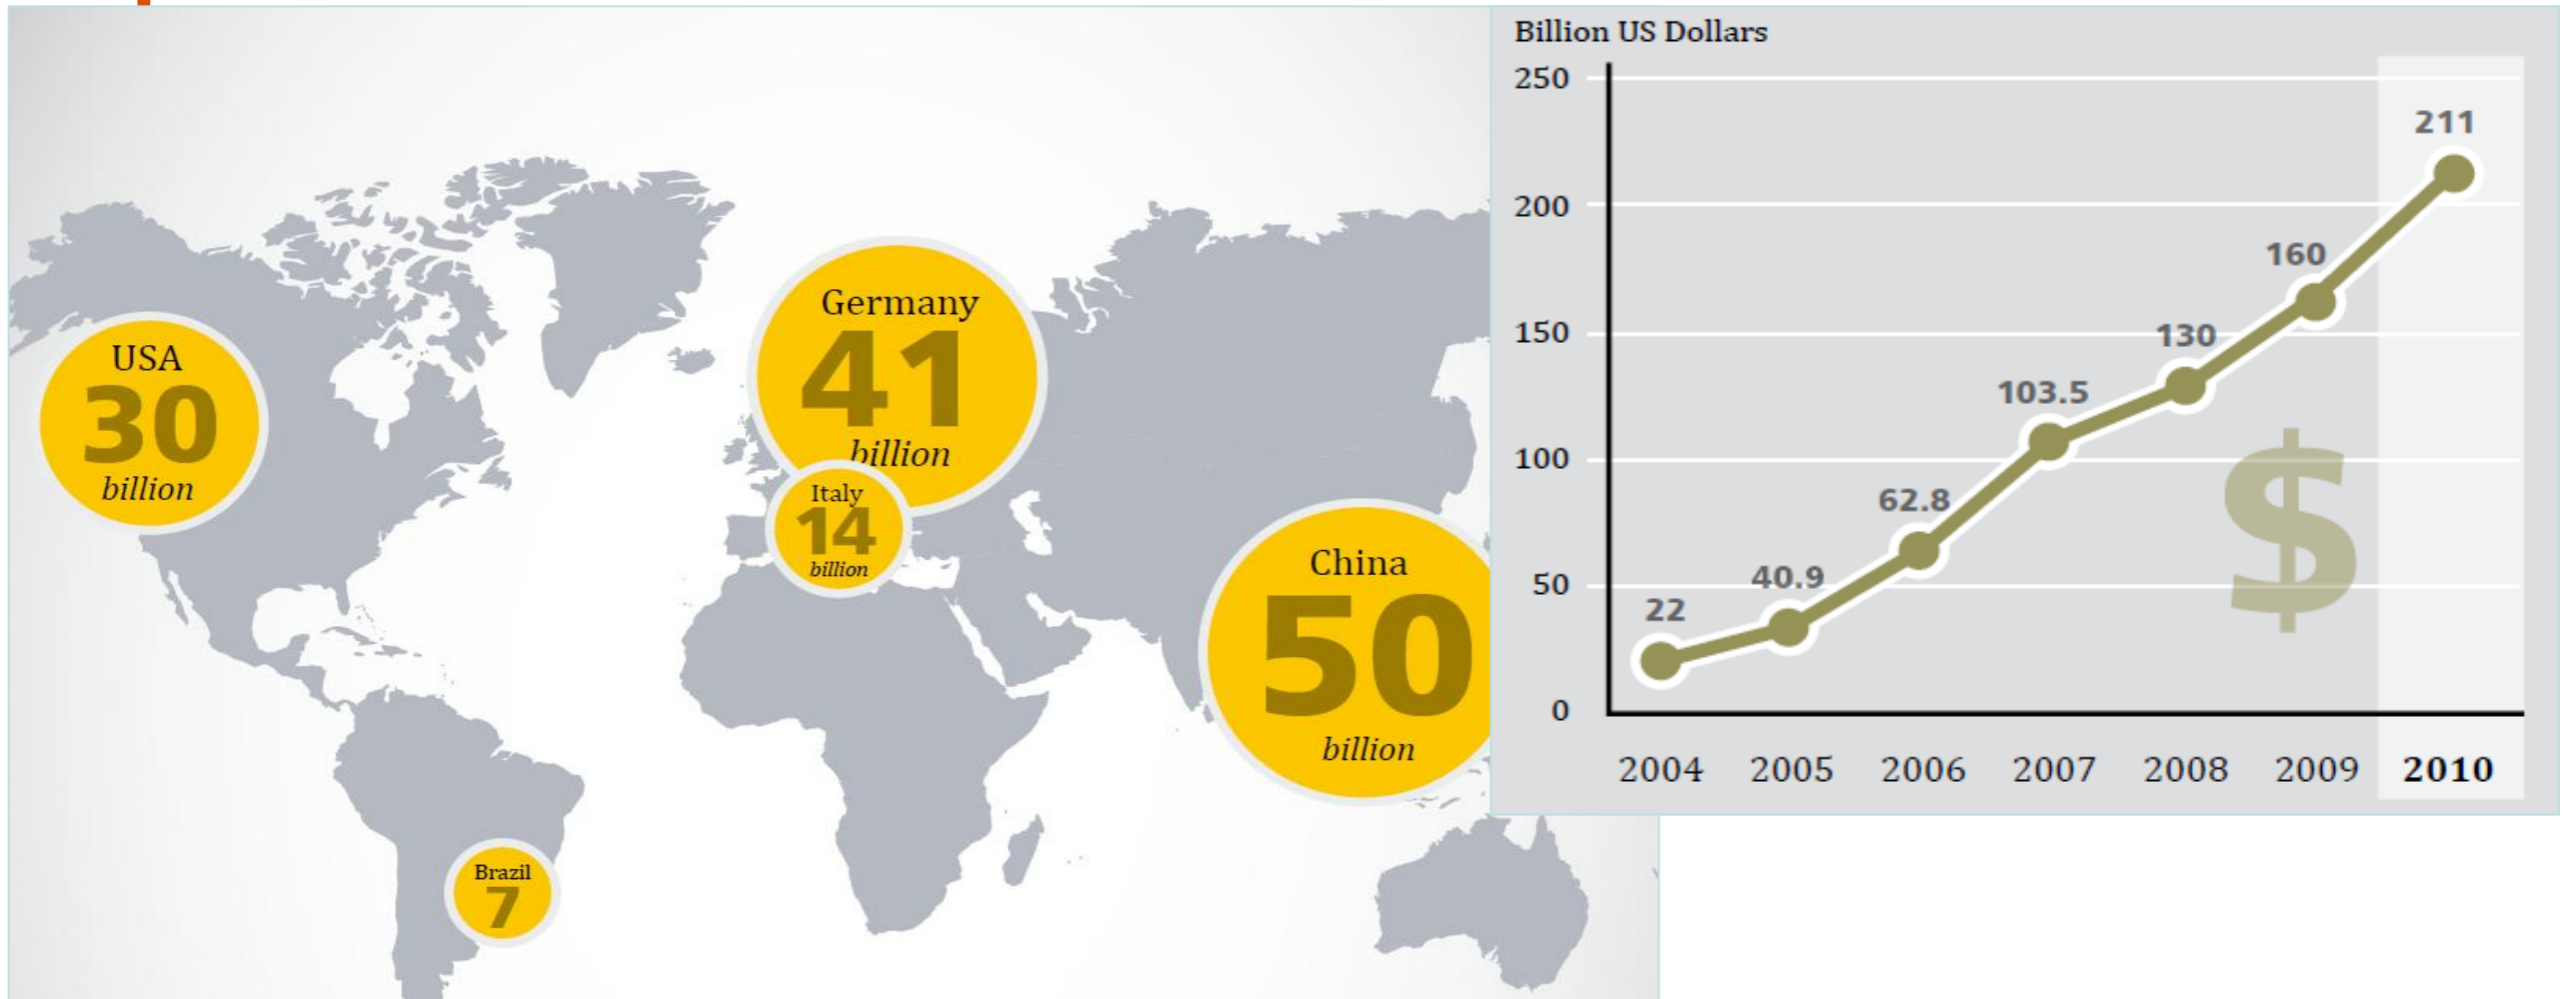 USA
30
billion
Germany
41
billion
Italy
14
billion
China
50
billion
Brazil
7
Billion US Dollars
250
200
150
100
50
0
22
40.9
62.8
103.5
130
160
211
$
2004 2005 2006 2007 2008 2009 2010